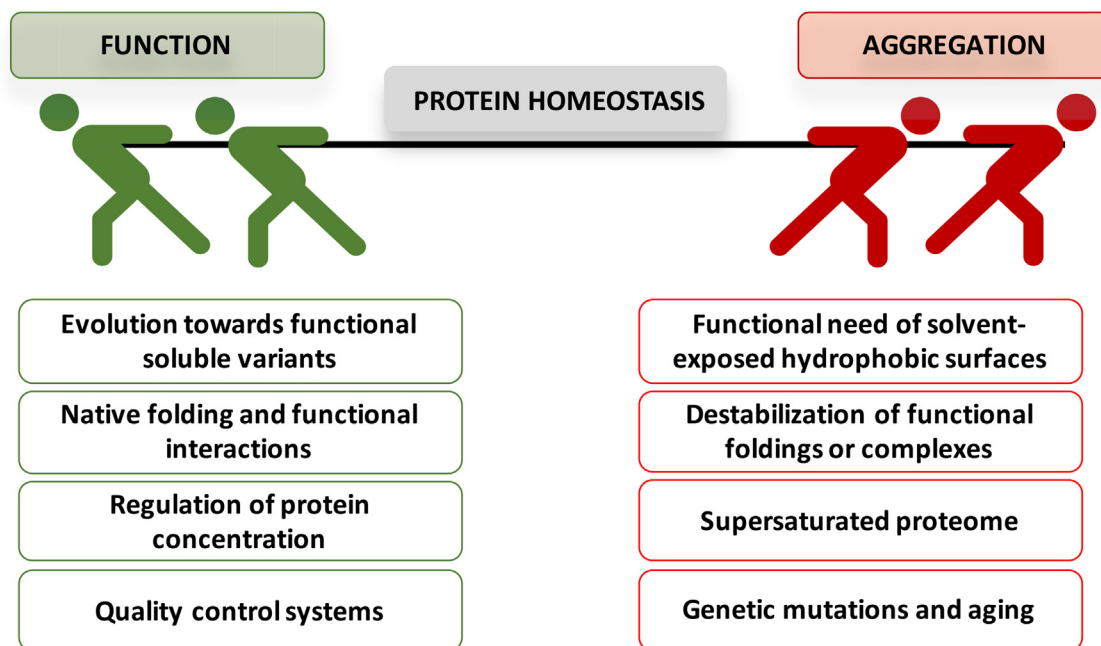 FUNCTION
PROTEIN HOMEOSTASIS
AGGREGATION
Evolution towards functional
soluble variants
Native folding and functional
interactions
Regulation of protein
concentration
Quality control systems
Functional need of solvent-
exposed hydrophobic surfaces
Destabilization of functional
foldings or complexes
Supersaturated proteome
Genetic mutations and aging